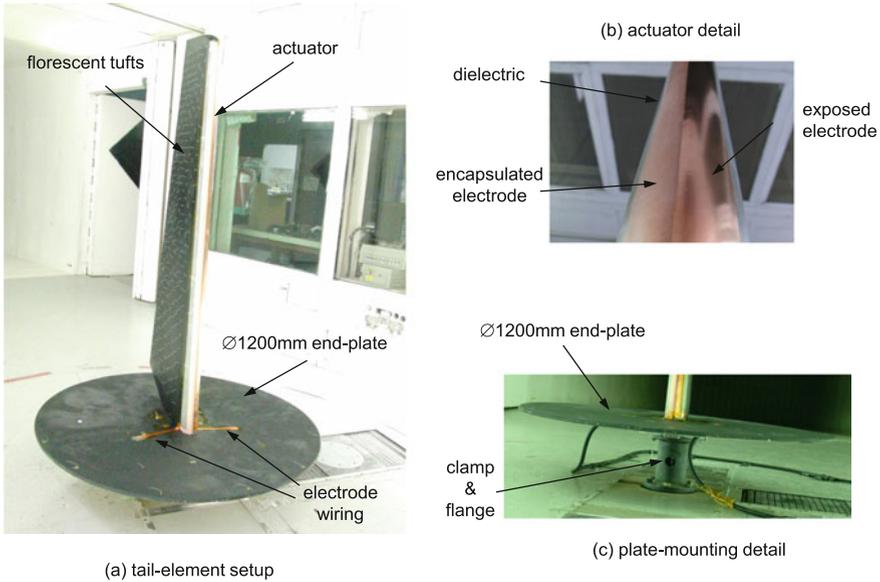 florescent tufts
actuator
∅1200mm end-plate
electrode
wiring
(a) tail-element setup
(b) actuator detail
dielectric
exposed
electrode
encapsulated
electrode
∅1200mm end-plate
clamp
&
flange
(c) plate-mounting detail